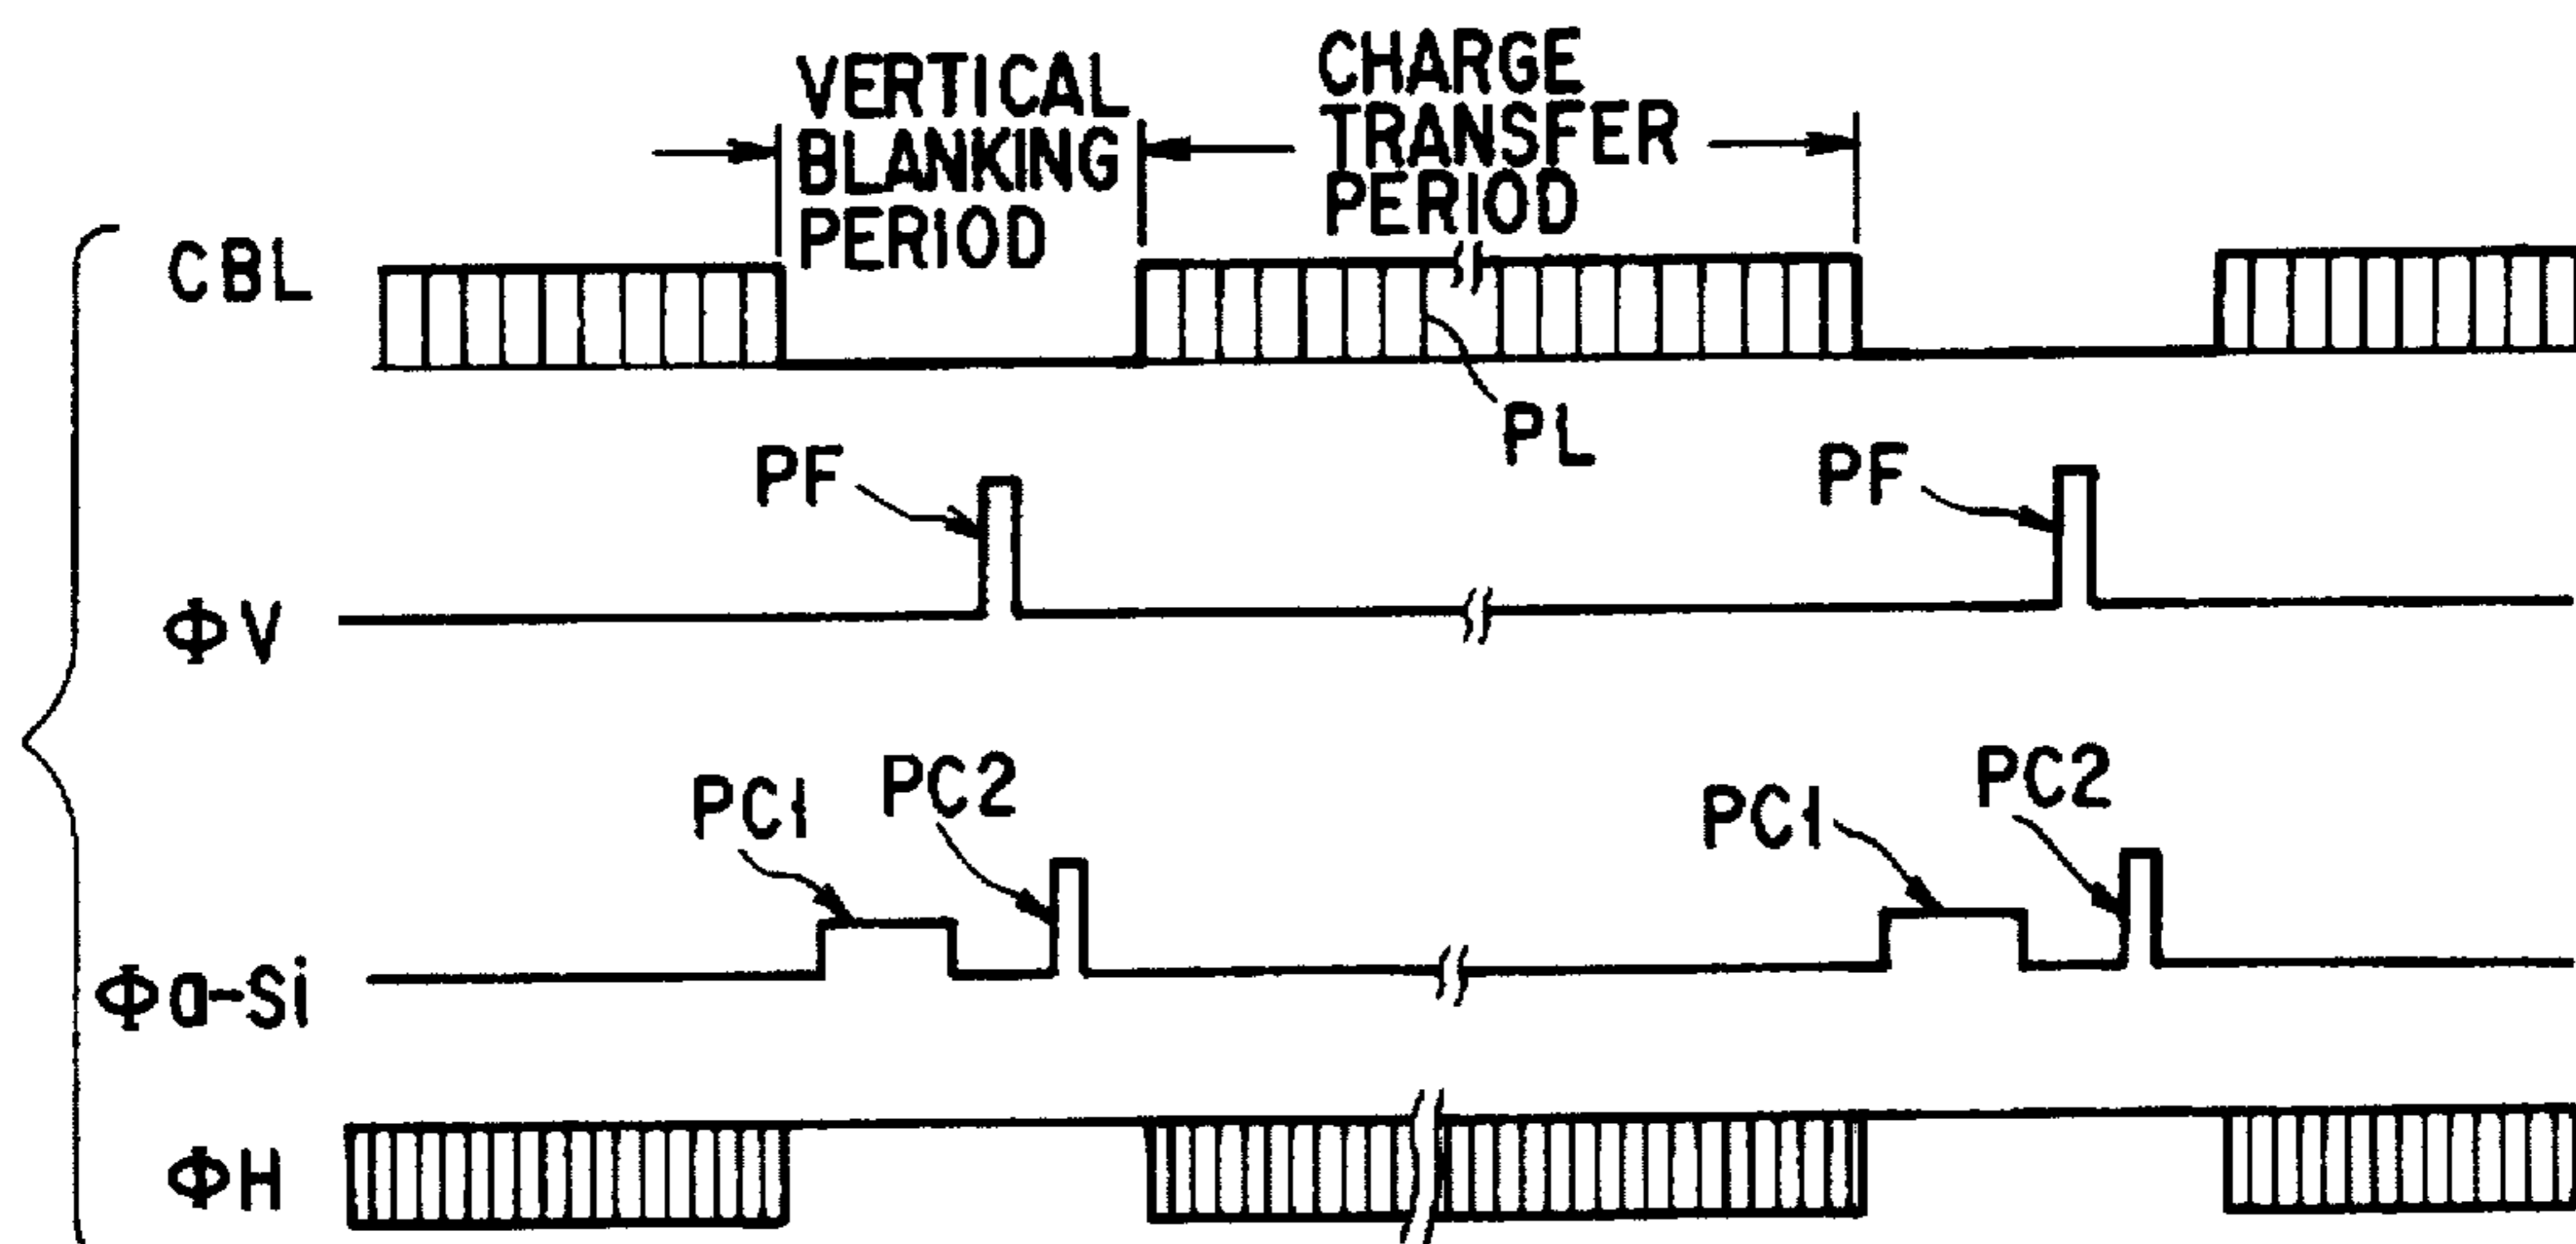 VERTICAL
BLANKING
PERIOD
CHARGE
TRANSFER
PERIOD
CBL
PL
PF
PF
ΦV
PC1
PC2
PC1
PC2
Φa-Si
ΦH